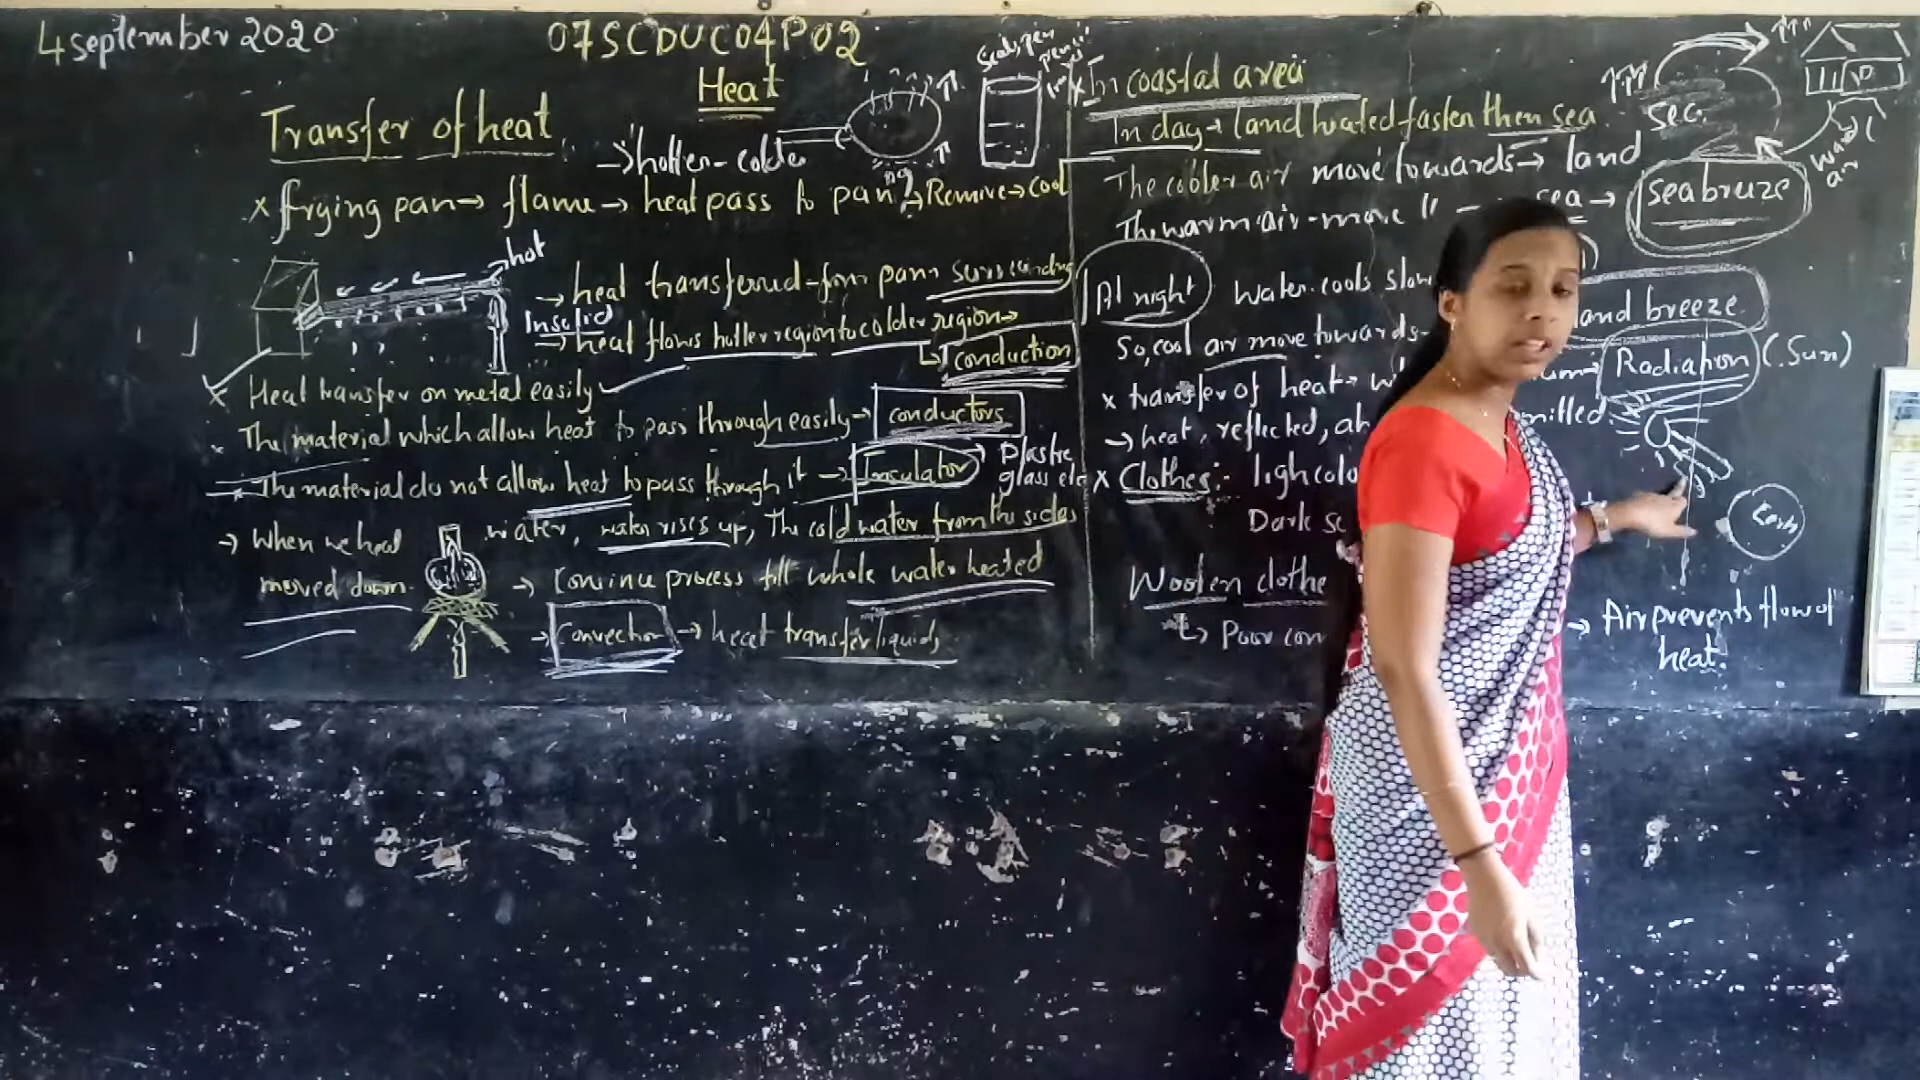 4 september 2020
07SCDUC04P02
Heat
Transfer of heat
→ hotter - colder
x frying pan → flame → heat pass to pan → Remove → cool
hot
→ heat transferred from pan surrounding
Insolid
→ heat flows hotter region to colder region →
conduction
x Heat transfer on metal easily
The material which allow heat to pass through easily → conductors
x The material do not allow heat to pass through it → Insulator
Plastic
glass etc
→ When we heat water, water rises up, The cold water from the sides
moved down.
→ Continue process till whole water heated
→ Convection → heat transfer liquids
x In coastal area
In day → land heated faster then sea
The cooler air move towards → land
The warm air - move " - sea → sea breeze
sea
warm
air
At night water cools slow
land breeze
So, cool air move towards
x transfer of heat
Radiation (Sun)
→ heat, reflected, ab
mitted
x Clothes :- ligh colo
Dark
Earth
Woolen clothe
→ Poor con
→ Air prevents flow of
heat.